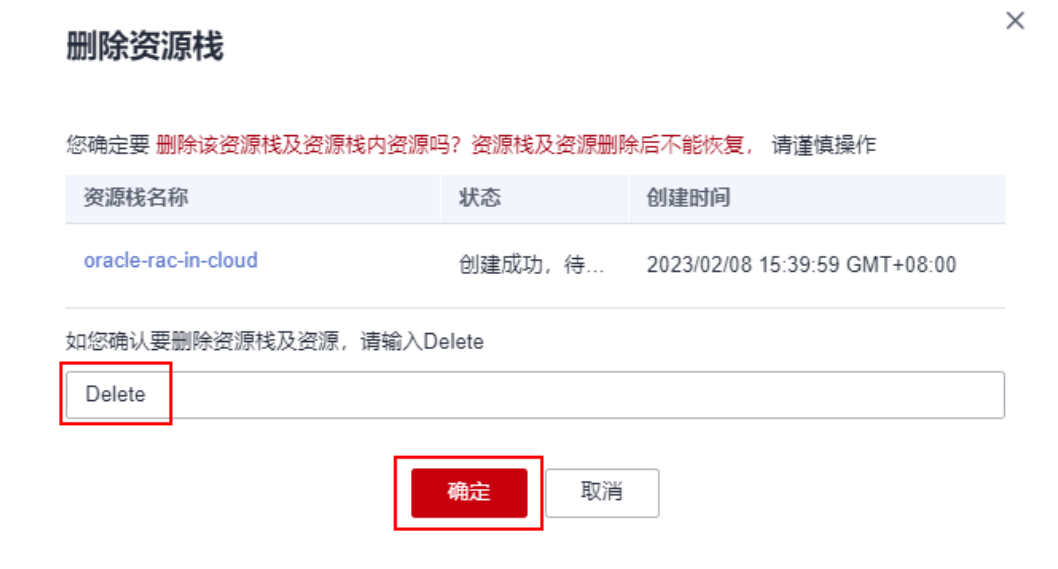 删除资源栈
您确定要 删除该资源栈及资源栈内资源吗？资源栈及资源删除后不能恢复， 请谨慎操作
资源栈名称 状态 创建时间
oracle-rac-in-cloud 创建成功，待... 2023/02/08 15:39:59 GMT+08:00
如您确认要删除资源栈及资源，请输入Delete
Delete
确定 取消